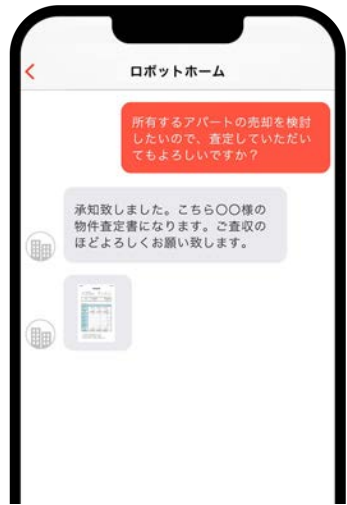 ロボットホーム
所有するアパートの売却を検討
したいので、査定していただい
てもよろしいですか？
承知致しました。こちら〇〇様の
物件査定書になります。ご査収の
ほどよろしくお願い致します。